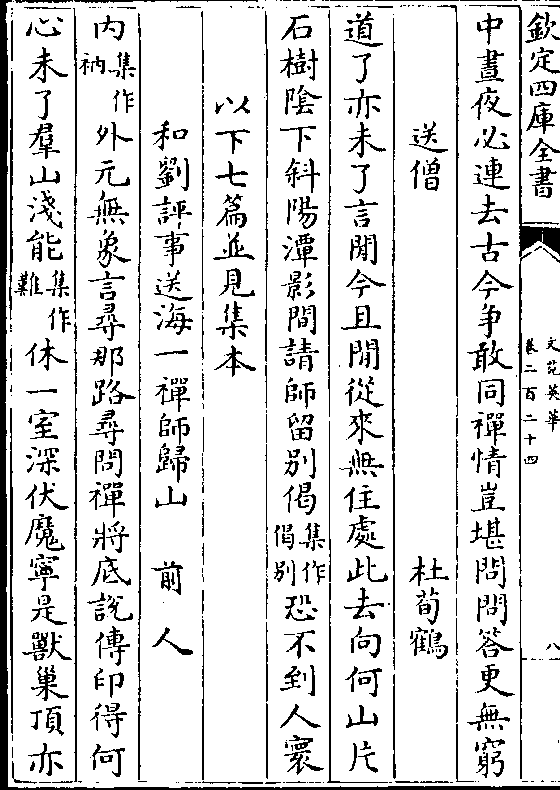 欽定四庫全書
文苑英華
卷二百二十四
八
中晝夜必連去古今争敢同禪情豈堪問問答更無窮
送僧 杜荀鶴
道了亦未了言閒今且閒從來無住處此去向何山片
石樹陰下斜陽潭影間請師留別偈集作偈别恐不到人寰
以下七篇並見集本
和劉評事送海一禪師歸山 前人
内集作衲外元無象言尋那路尋問禪將底說傳印得何
心未了羣山淺能集作難休一室深伏魔寧是獸巢頂亦